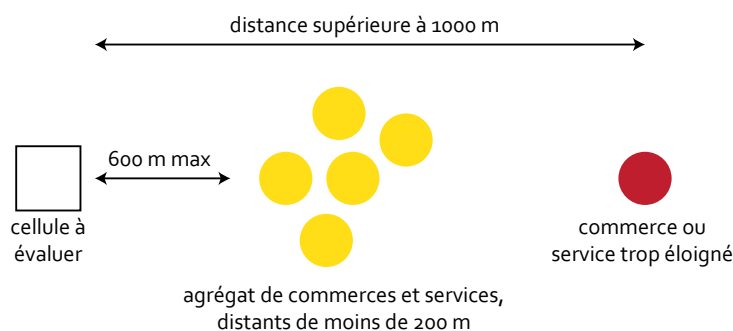 distance supérieure à 1000 m
600 m max
cellule à
évaluer
commerce ou
service trop éloigné
agrégat de commerces et services,
distants de moins de 200 m